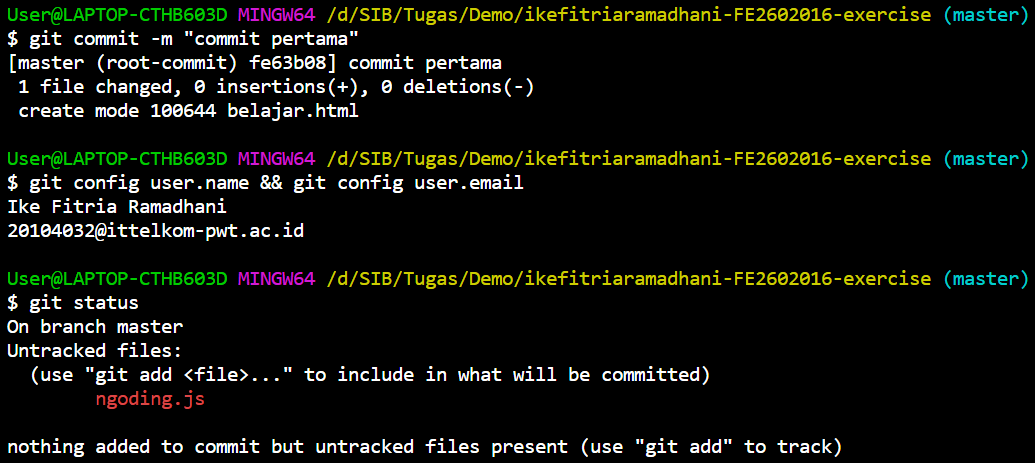 User@LAPTOP-CTHB603D MINGW64 /d/SIB/Tugas/Demo/ikefitriaramadhani-FE2602016-exercise (master)
$ git commit -m "commit pertama"
[master (root-commit) fe63b08] commit pertama
 1 file changed, 0 insertions(+), 0 deletions(-)
 create mode 100644 belajar.html

User@LAPTOP-CTHB603D MINGW64 /d/SIB/Tugas/Demo/ikefitriaramadhani-FE2602016-exercise (master)
$ git config user.name && git config user.email
Ike Fitria Ramadhani
20104032@ittelkom-pwt.ac.id

User@LAPTOP-CTHB603D MINGW64 /d/SIB/Tugas/Demo/ikefitriaramadhani-FE2602016-exercise (master)
$ git status
On branch master
Untracked files:
  (use "git add <file>..." to include in what will be committed)
        ngoding.js

nothing added to commit but untracked files present (use "git add" to track)